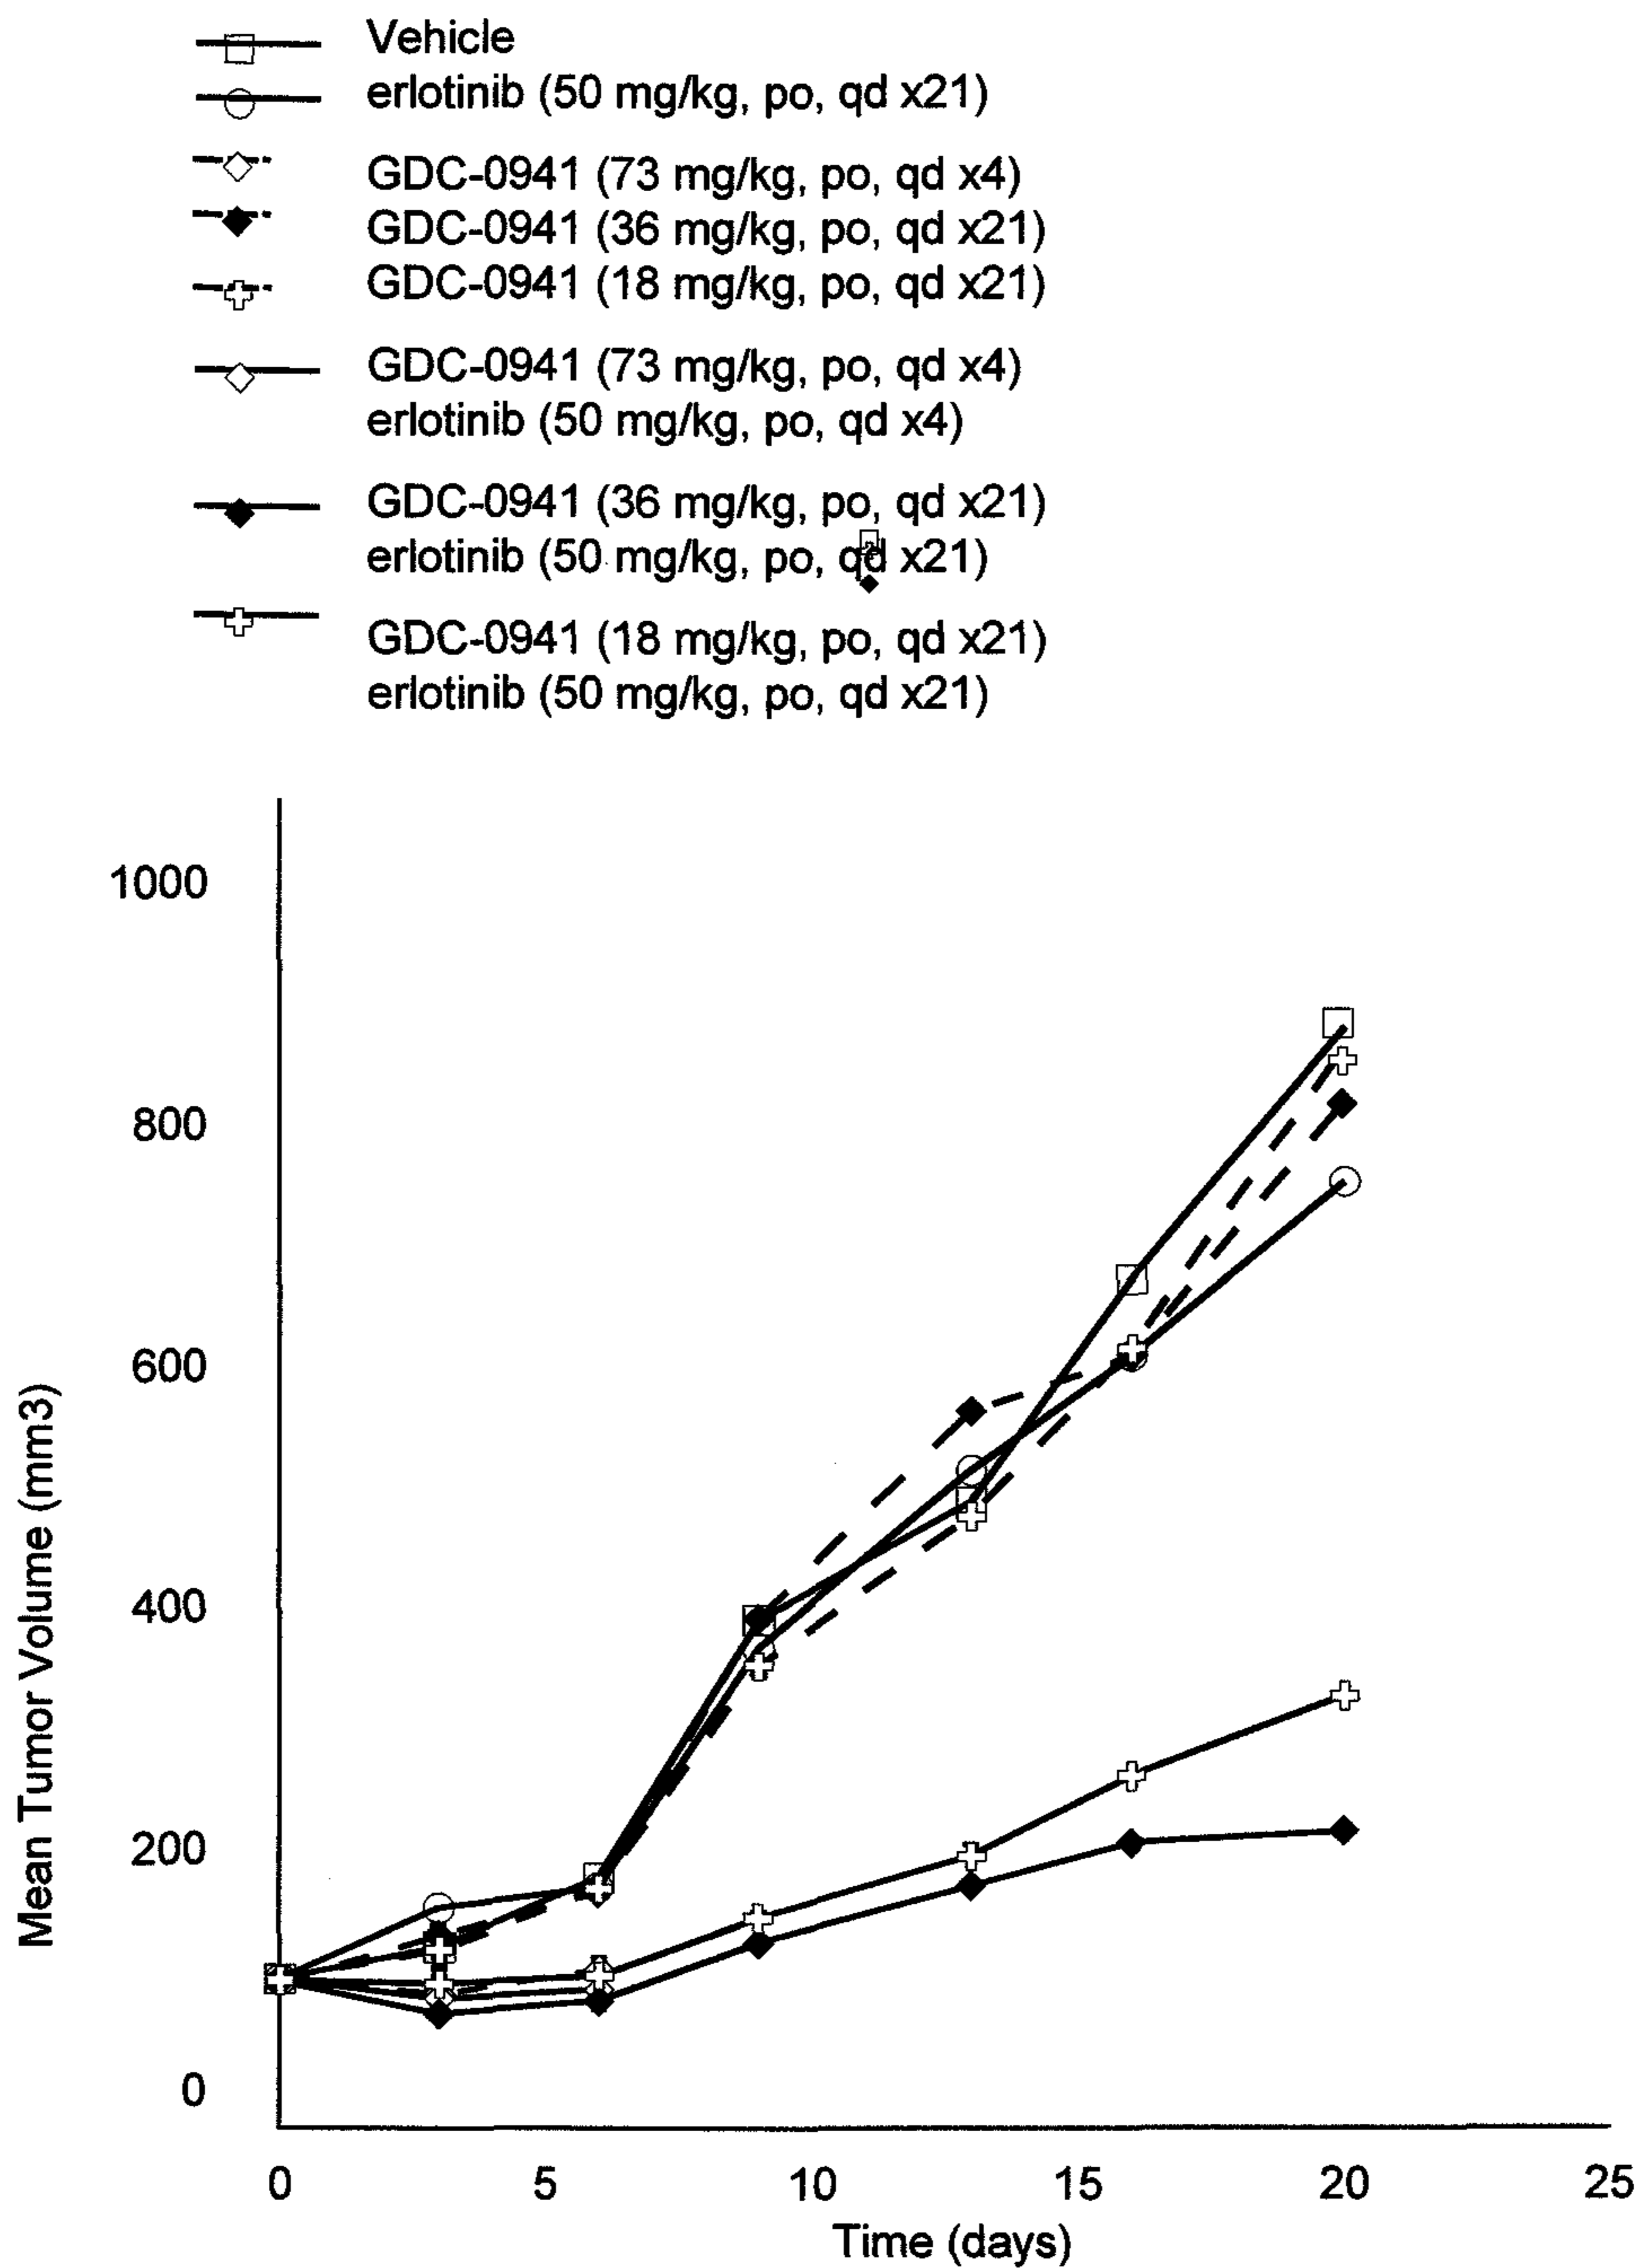 Vehicle
erlotinib (50 mg/kg, po, qd x21)
GDC-0941 (73 mg/kg, po, qd x4)
GDC-0941 (36 mg/kg, po, qd x21)
GDC-0941 (18 mg/kg, po, qd x21)
GDC-0941 (73 mg/kg, po, qd x4)
erlotinib (50 mg/kg, po, qd x4)
GDC-0941 (36 mg/kg, po, qd x21)
erlotinib (50 mg/kg, po, qd x21)
GDC-0941 (18 mg/kg, po, qd x21)
erlotinib (50 mg/kg, po, qd x21)
1000
800
600
400
200
0
Mean Tumor Volume (mm3)
0 5 10 15 20 25
Time (days)